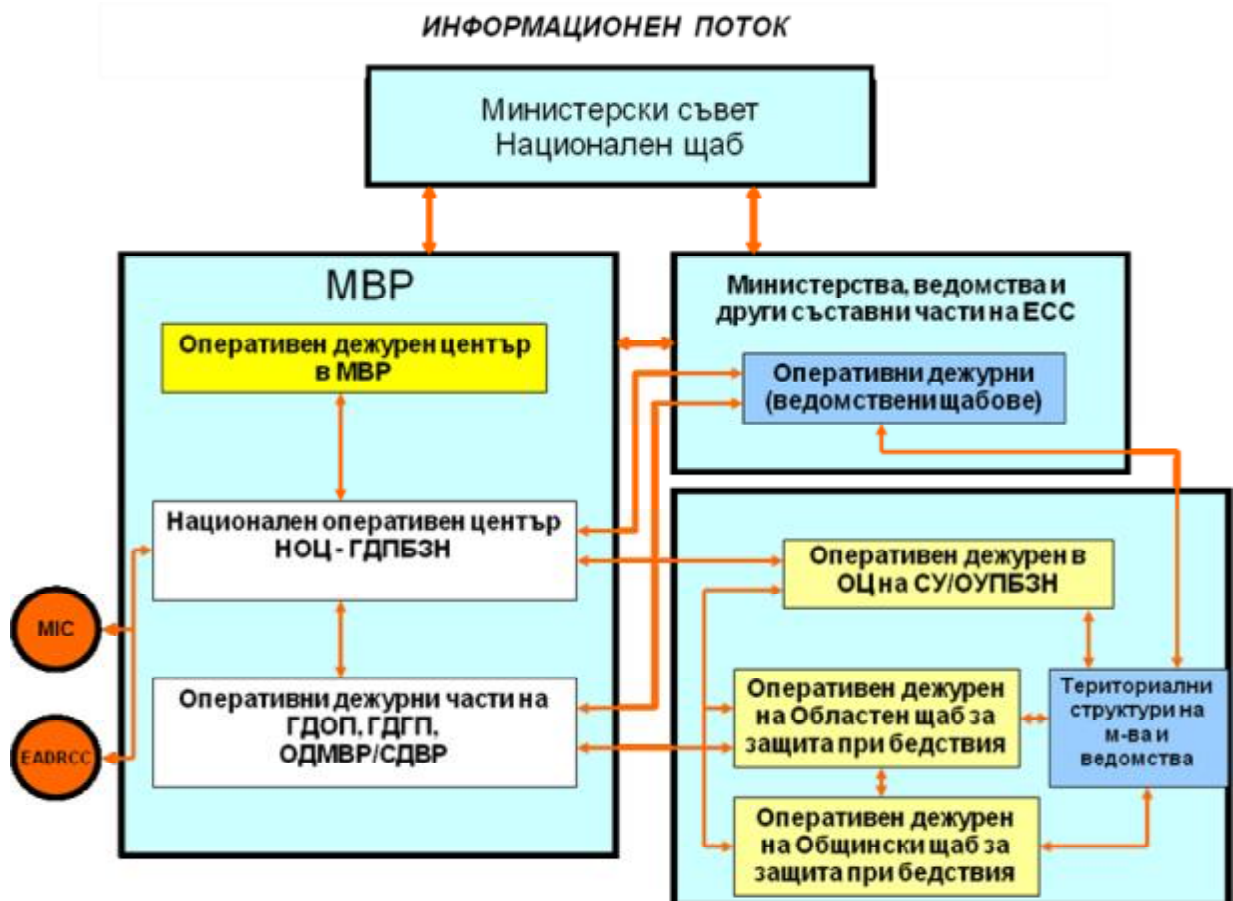 ИНФОРМАЦИОНЕН ПОТОК
Министерски съвет
Национален щаб
МВР
Оперативен дежурен център
в МВР
Национален оперативен център
НОЦ - ГДПБЗН
Оперативни дежурни части на
ГДОП, ГДГП,
ОДМВР/СДВР
MIC
EADRCC
Министерства, ведомства и
други съставни части на ЕСС
Оперативни дежурни
(ведомствени щабове)
Оперативен дежурен в
ОЦ на СУ/ОУПБЗН
Оперативен дежурен
на Областен щаб за
защита при бедствия
Териториални
структури на
м-ва и
ведомства
Оперативен дежурен
на Общински щаб за
защита при бедствия